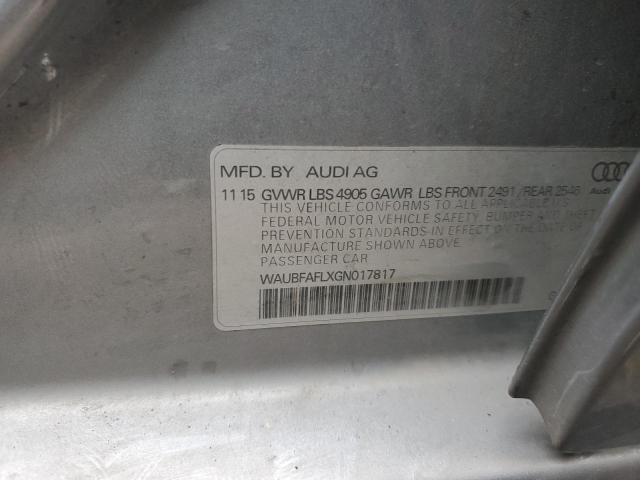 MFD. BY AUDI AG
11 15 GVWR LBS 4905 GAWR LBS FRONT 2491 / REAR 2546
Audi
THIS VEHICLE CONFORMS TO ALL APPLICABLE U.S.
FEDERAL MOTOR VEHICLE SAFETY, BUMPER AND THEFT
PREVENTION STANDARDS IN EFFECT ON THE DATE OF
MANUFACTURE SHOWN ABOVE.
PASSENGER CAR
WAUBFAFLXGN017817